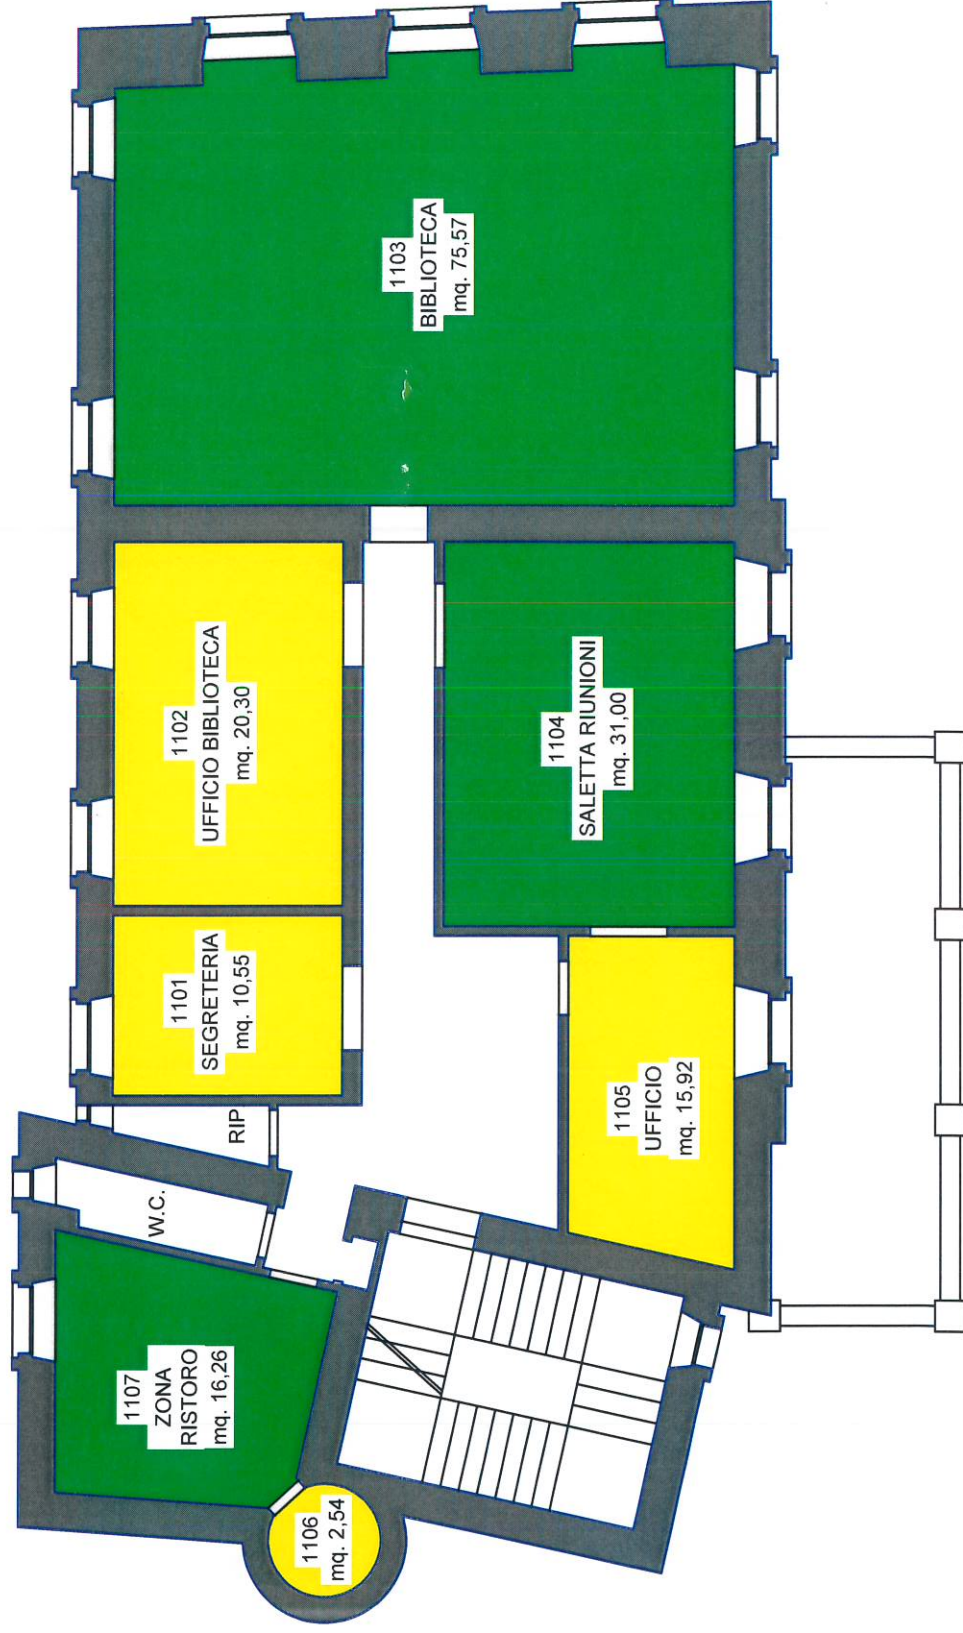 1107
ZONA
RISTORO
mq. 16,26
1106
mq. 2,54
W.C.
RIP
1101
SEGRETERIA
mq. 10,55
1102
UFFICIO BIBLIOTECA
mq. 20,30
1103
BIBLIOTECA
mq. 75,57
1104
SALETTA RIUNIONI
mq. 31,00
1105
UFFICIO
mq. 15,92